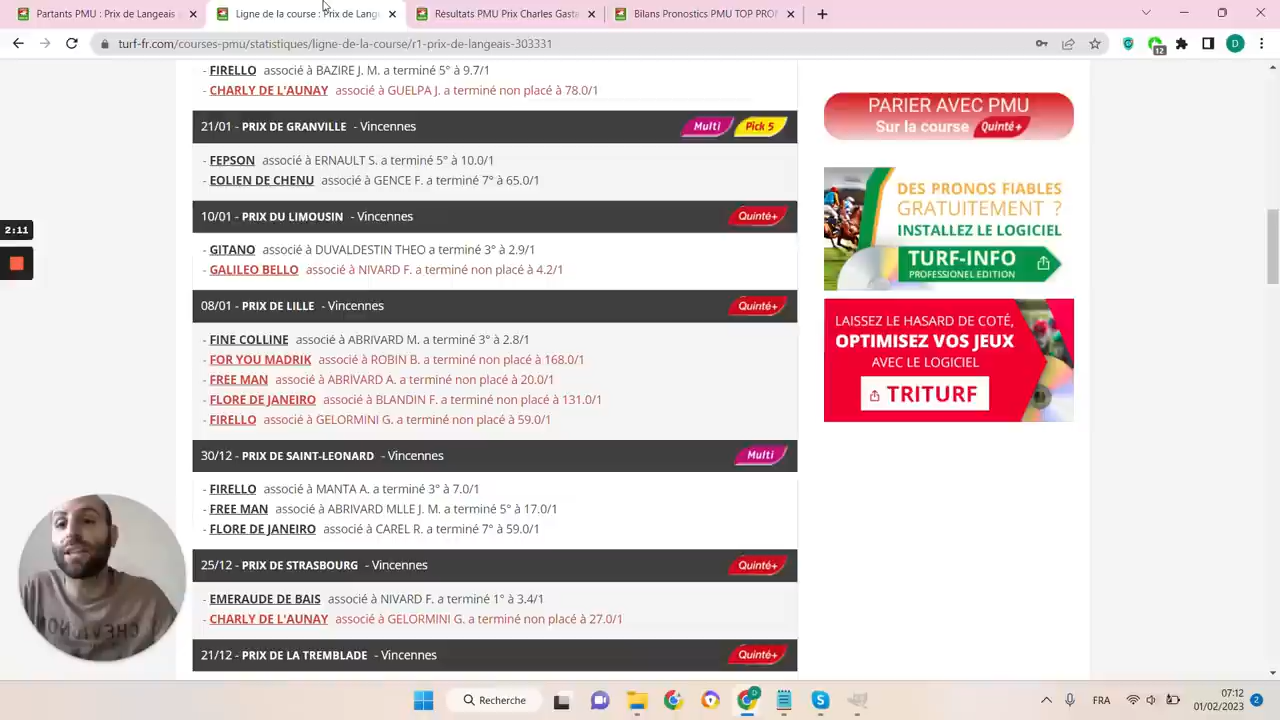 Partants PMU : Prix de Langeais
Ligne de la course : Prix de Lang
Résultats PMU PRIX Charles Gasta
Bilans Pronostics PMU TOP PRO
turf-fr.com/courses-pmu/statistiques/ligne-de-la-course/r1-prix-de-langeais-303331
12
D
- FIRELLO associé à BAZIRE J. M. a terminé 5° à 9.7/1
- CHARLY DE L'AUNAY associé à GUELPA J. a terminé non placé à 78.0/1
21/01 - PRIX DE GRANVILLE - Vincennes Multi Pick 5
- FEPSON associé à ERNAULT S. a terminé 5° à 10.0/1
- EOLIEN DE CHENU associé à GENCE F. a terminé 7° à 65.0/1
10/01 - PRIX DU LIMOUSIN - Vincennes Quinté+
- GITANO associé à DUVALDESTIN THEO a terminé 3° à 2.9/1
- GALILEO BELLO associé à NIVARD F. a terminé non placé à 4.2/1
08/01 - PRIX DE LILLE - Vincennes Quinté+
- FINE COLLINE associé à ABRIVARD M. a terminé 3° à 2.8/1
- FOR YOU MADRIK associé à ROBIN B. a terminé non placé à 168.0/1
- FREE MAN associé à ABRIVARD A. a terminé non placé à 20.0/1
- FLORE DE JANEIRO associé à BLANDIN F. a terminé non placé à 131.0/1
- FIRELLO associé à GELORMINI G. a terminé non placé à 59.0/1
30/12 - PRIX DE SAINT-LEONARD - Vincennes Multi
- FIRELLO associé à MANTA A. a terminé 3° à 7.0/1
- FREE MAN associé à ABRIVARD MLLE J. M. a terminé 5° à 17.0/1
- FLORE DE JANEIRO associé à CAREL R. a terminé 7° à 59.0/1
25/12 - PRIX DE STRASBOURG - Vincennes Quinté+
- EMERAUDE DE BAIS associé à NIVARD F. a terminé 1° à 3.4/1
- CHARLY DE L'AUNAY associé à GELORMINI G. a terminé non placé à 27.0/1
21/12 - PRIX DE LA TREMBLADE - Vincennes Quinté+
PARIER AVEC PMU
Sur la course Quinté+
DES PRONOS FIABLES
GRATUITEMENT ?
INSTALLEZ LE LOGICIEL
TURF-INFO
PROFESSIONEL EDITION
LAISSEZ LE HASARD DE COTÉ,
OPTIMISEZ VOS JEUX
AVEC LE LOGICIEL
TRITURF
2:11
Recherche
FRA
07:12
01/02/2023
2